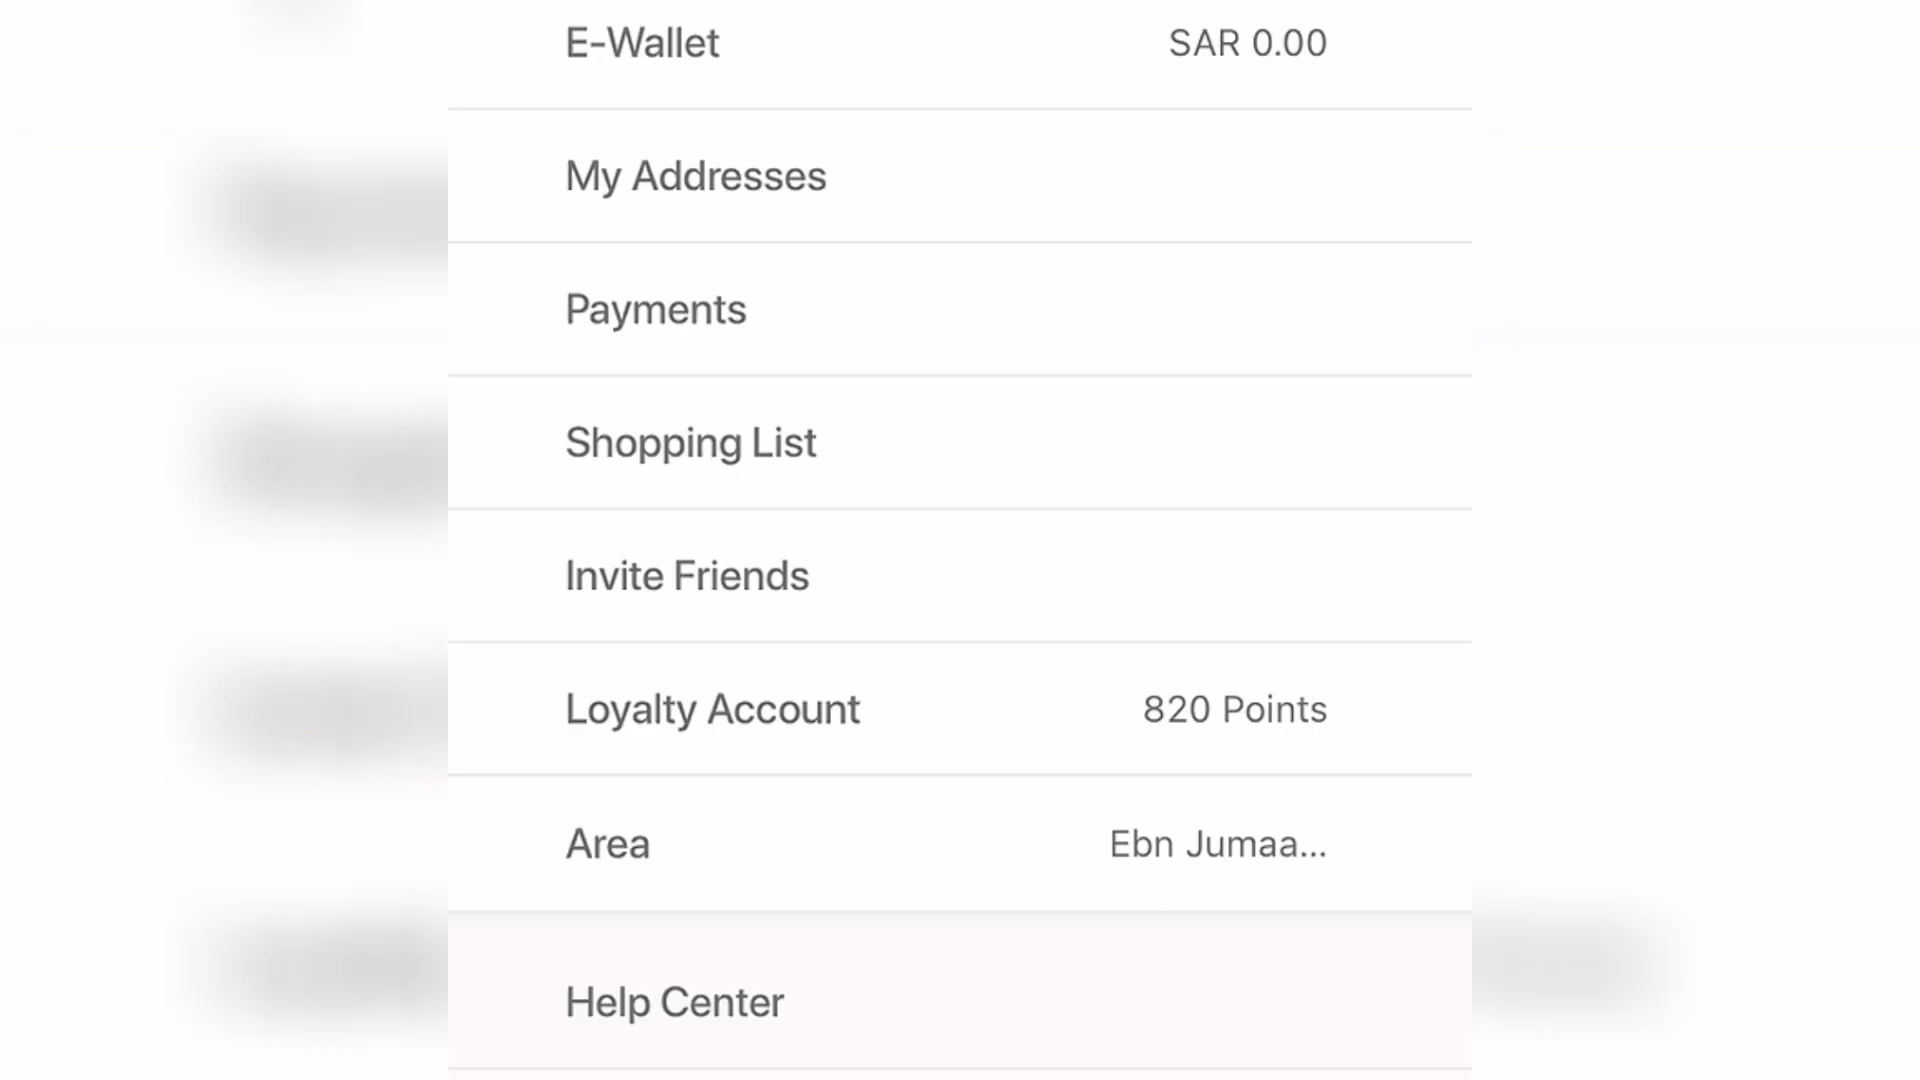 E-Wallet SAR 0.00
My Addresses
Payments
Shopping List
Invite Friends
Loyalty Account 820 Points
Area Ebn Jumaa...
Help Center